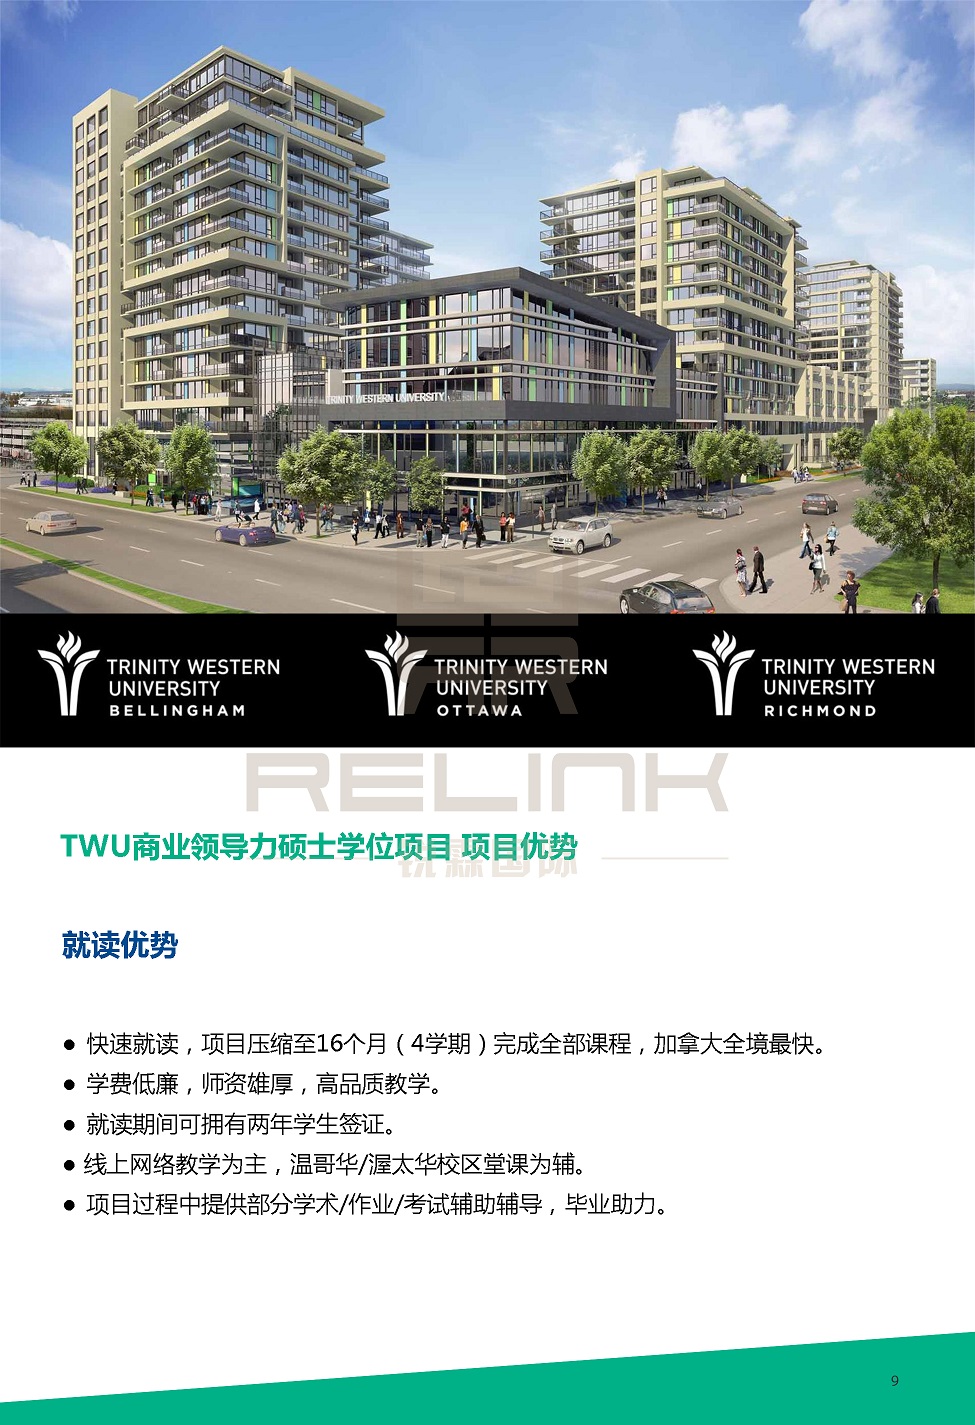 TRINITY WESTERN UNIVERSITY
TRINITY WESTERN
UNIVERSITY
BELLINGHAM
TRINITY WESTERN
UNIVERSITY
OTTAWA
TRINITY WESTERN
UNIVERSITY
RICHMOND
RELINK
TWU商业领导力硕士学位项目 项目优势
锐霖国际
就读优势
● 快速就读，项目压缩至16个月（4学期）完成全部课程，加拿大全境最快。
● 学费低廉，师资雄厚，高品质教学。
● 就读期间可拥有两年学生签证。
● 线上网络教学为主，温哥华/渥太华校区堂课为辅。
● 项目过程中提供部分学术/作业/考试辅助辅导，毕业助力。
9